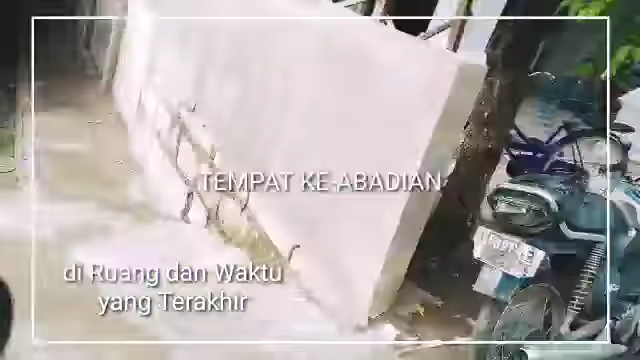 TEMPAT KE ABADIAN
di Ruang dan Waktu
yang Terakhir